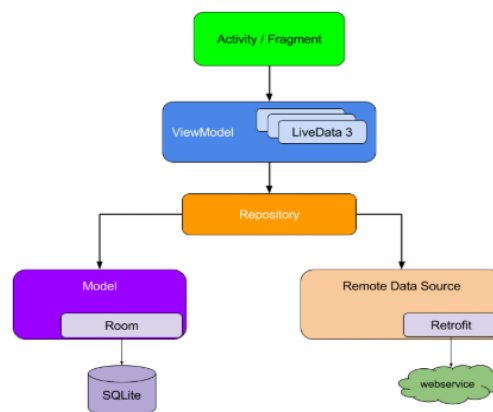 Activity / Fragment
ViewModel
LiveData 3
Repository
Model
Remote Data Source
Room
Retrofit
SQLite
webservice